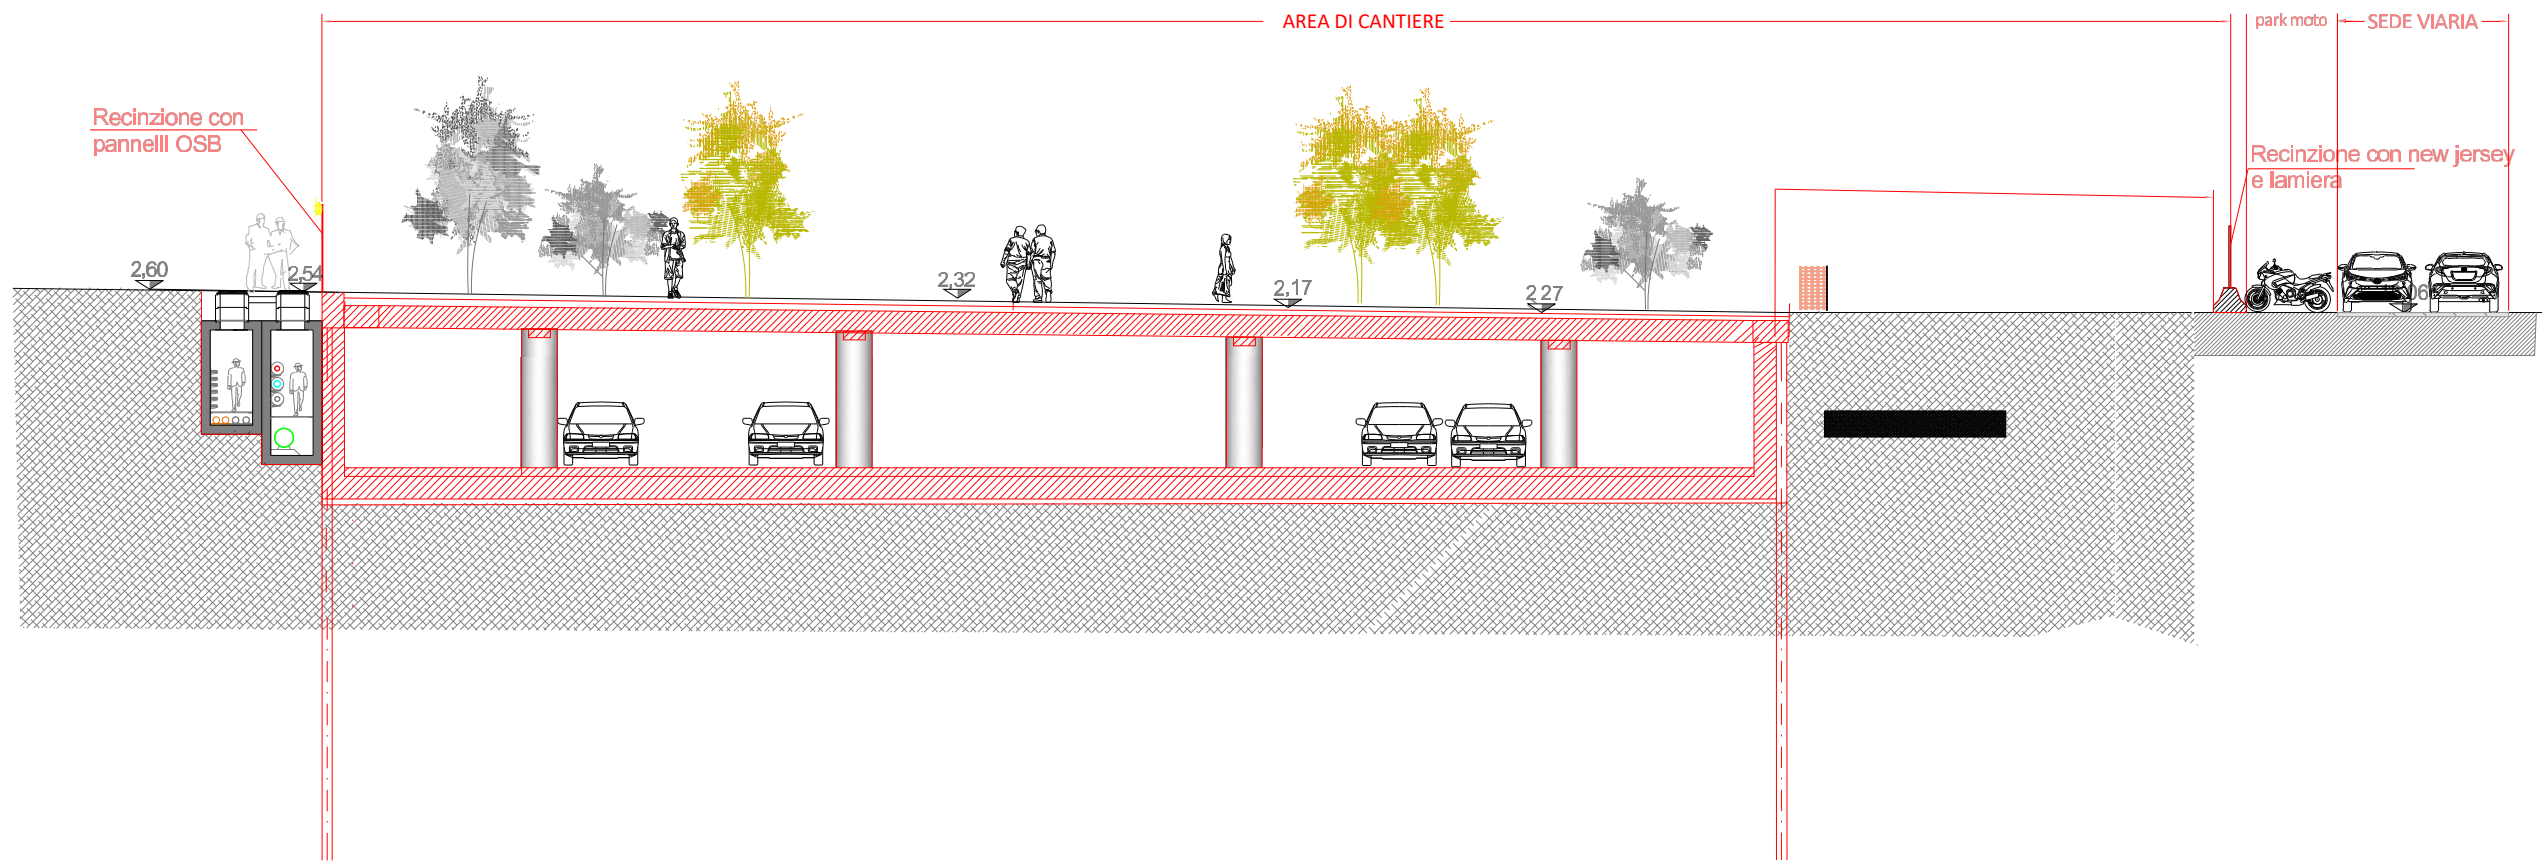 AREA DI CANTIERE
park moto
SEDE VIARIA
Recinzione con
pannelli OSB
Recinzione con new jersey
e lamiera
2,60
2,54
2,32
2,17
2,27